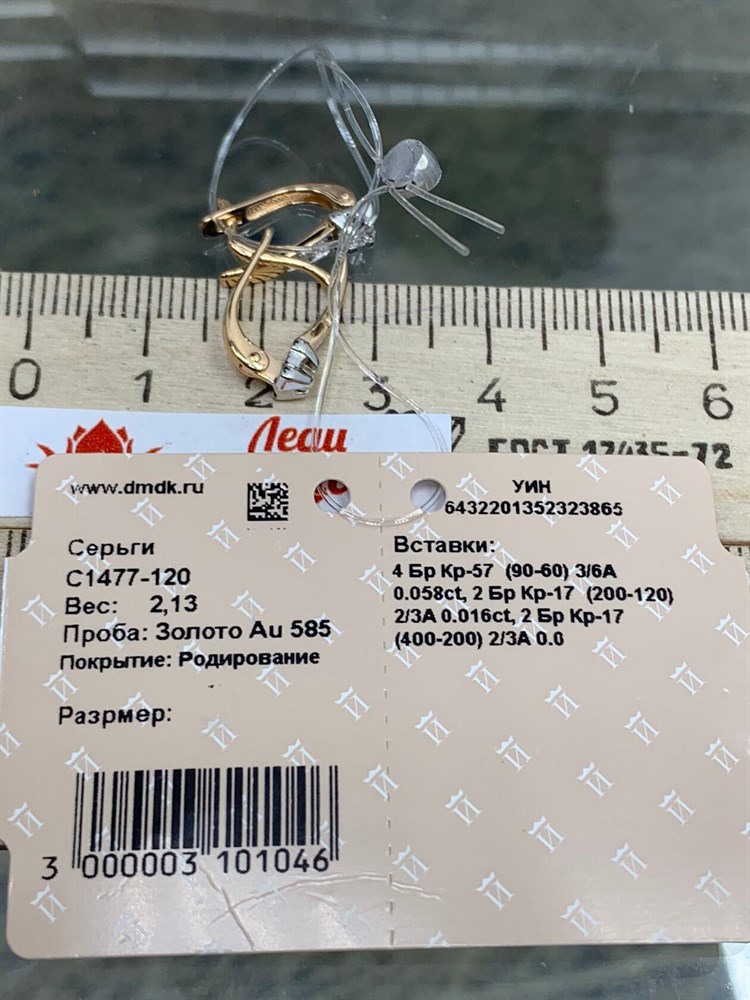 0 1 2 3 4 5 6
ГОСТ 17435-72
Леди
www.dmdk.ru
УИН
6432201352323865
Серьги
С1477-120
Вес: 2,13
Проба: Золото Au 585
Покрытие: Родирование
Разрмер:
Вставки:
4 Бр Кр-57 (90-60) 3/6А
0.058ct, 2 Бр Кр-17 (200-120)
2/3А 0.016ct, 2 Бр Кр-17
(400-200) 2/3А 0.0
3 000003 101046